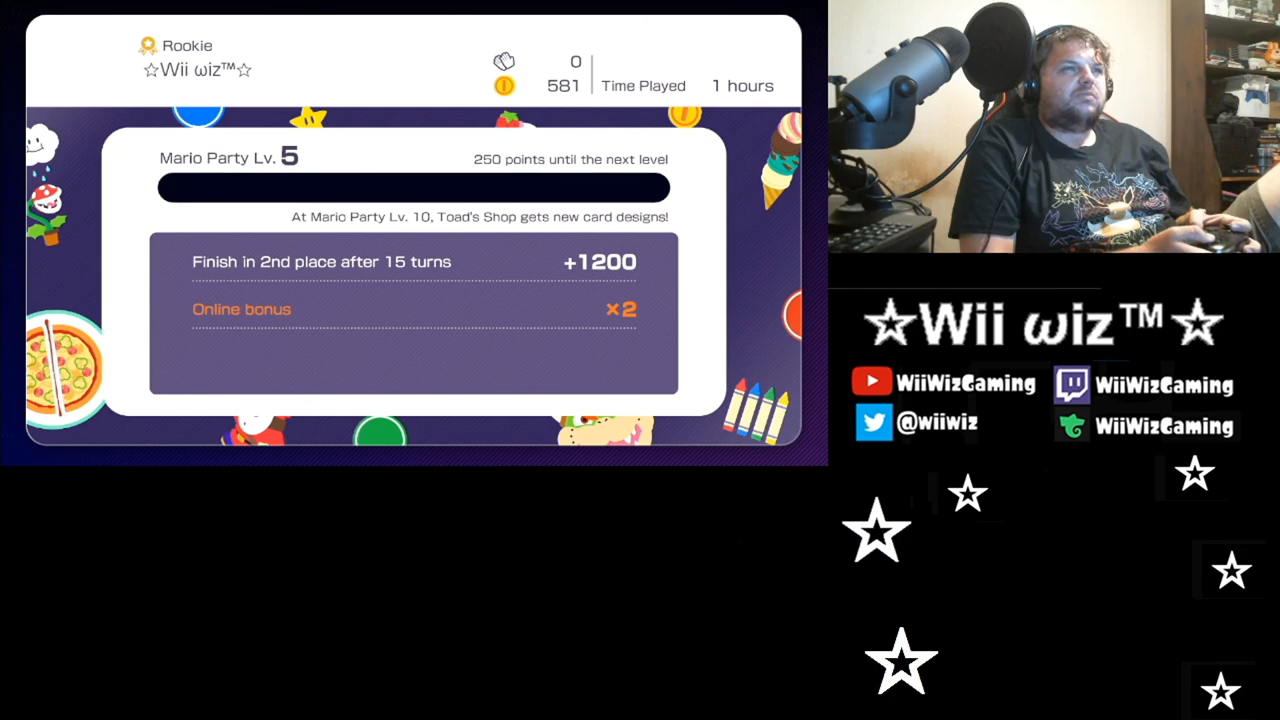 Rookie
☆Wii ωiz™☆
0
581
Time Played 1 hours
Mario Party Lv. 5
250 points until the next level
At Mario Party Lv. 10, Toad's Shop gets new card designs!
Finish in 2nd place after 15 turns +1200
Online bonus ×2
☆Wii ωiz™☆
WiiWizGaming
WiiWizGaming
@wiiwiz
WiiWizGaming